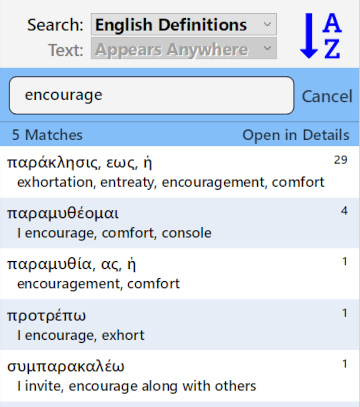 Search: English Definitions
Text: Appears Anywhere
A
Z
encourage
Cancel
5 Matches Open in Details
παράκλησις, εως, ἡ 29
exhortation, entreaty, encouragement, comfort
παραμυθέομαι 4
I encourage, comfort, console
παραμυθία, ας, ἡ 1
encouragement, comfort
προτρέπω 1
I encourage, exhort
συμπαρακαλέω 1
I invite, encourage along with others